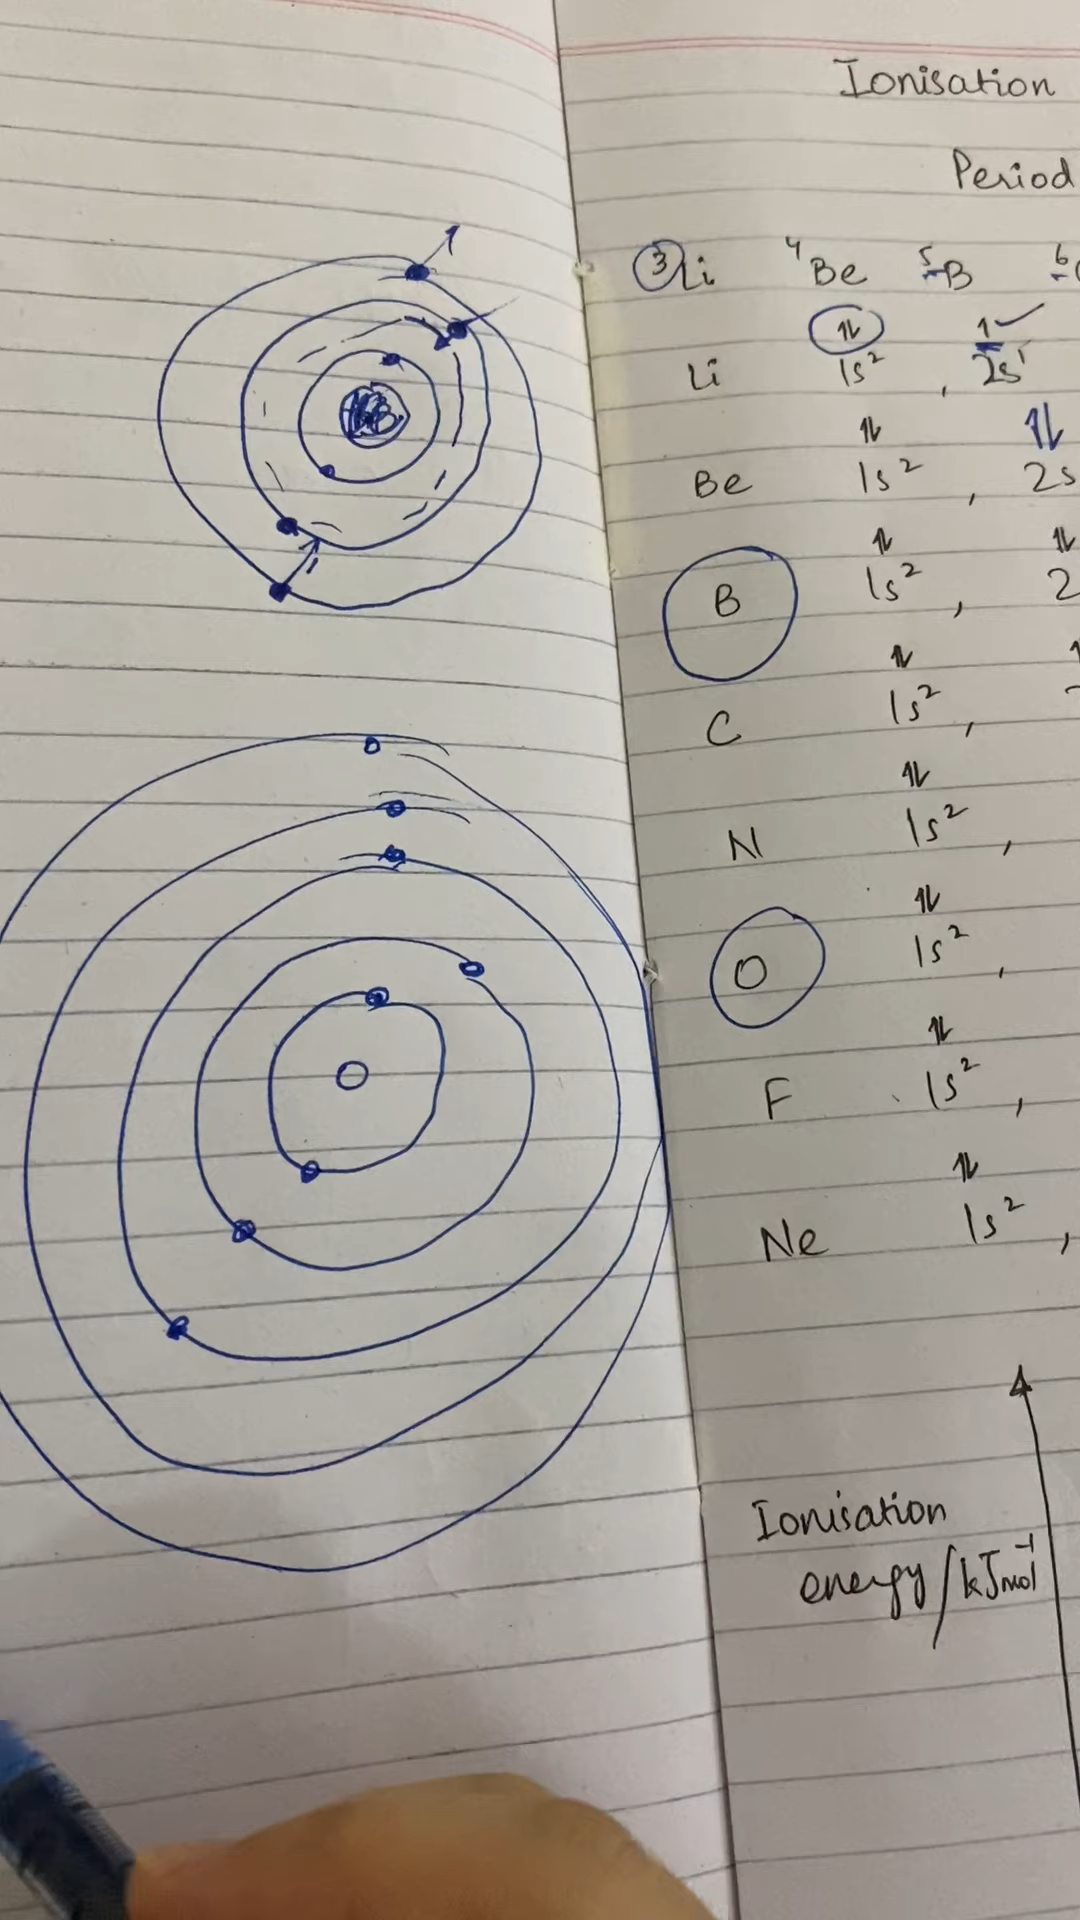 Ionisation
Period
③Li ⁴Be ⁵B ⁶
⥮ ↿ ✓
Li 1s², 2s¹
⥮ ⥮
Be 1s², 2s
⥮ ⥮
B 1s², 2
⥮ 1
C 1s²,
⥮
N 1s²,
⥮
O 1s²,
⥮
F 1s²,
⥮
Ne 1s²,
Ionisation
energy/kJmol⁻¹